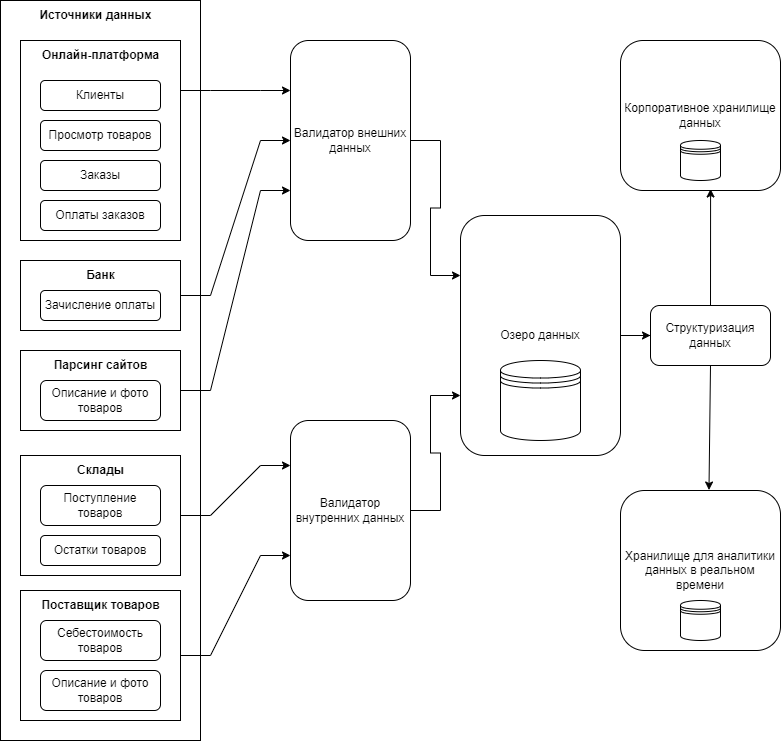 Источники данных
Онлайн-платформа
Клиенты
Просмотр товаров
Заказы
Оплаты заказов
Банк
Зачисление оплаты
Парсинг сайтов
Описание и фото
товаров
Склады
Поступление
товаров
Остатки товаров
Поставщик товаров
Себестоимость
товаров
Описание и фото
товаров
Валидатор внешних
данных
Валидатор
внутренних данных
Озеро данных
Структуризация
данных
Корпоративное хранилище
данных
Хранилище для аналитики
данных в реальном
времени